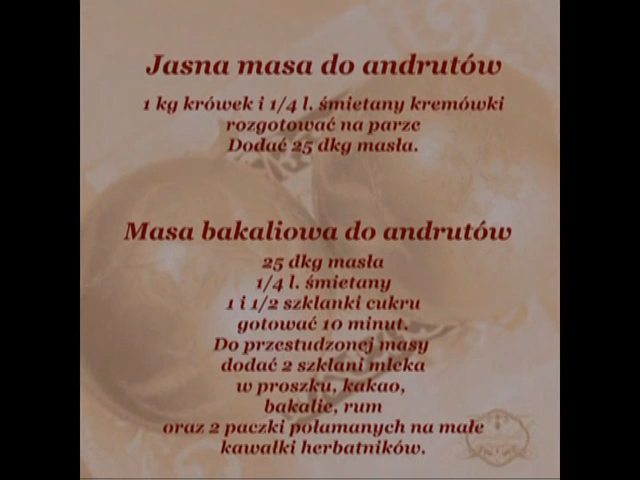 Jasna masa do andrutów
1 kg krówek i 1/4 l. śmietany kremówki
rozgotować na parze
Dodać 25 dkg masła.
Masa bakaliowa do andrutów
25 dkg masła
1/4 l. śmietany
1 i 1/2 szklanki cukru
gotować 10 minut.
Do przestudzonej masy
dodać 2 szklani mleka
w proszku, kakao,
bakalie, rum
oraz 2 paczki połamanych na małe
kawałki herbatników.